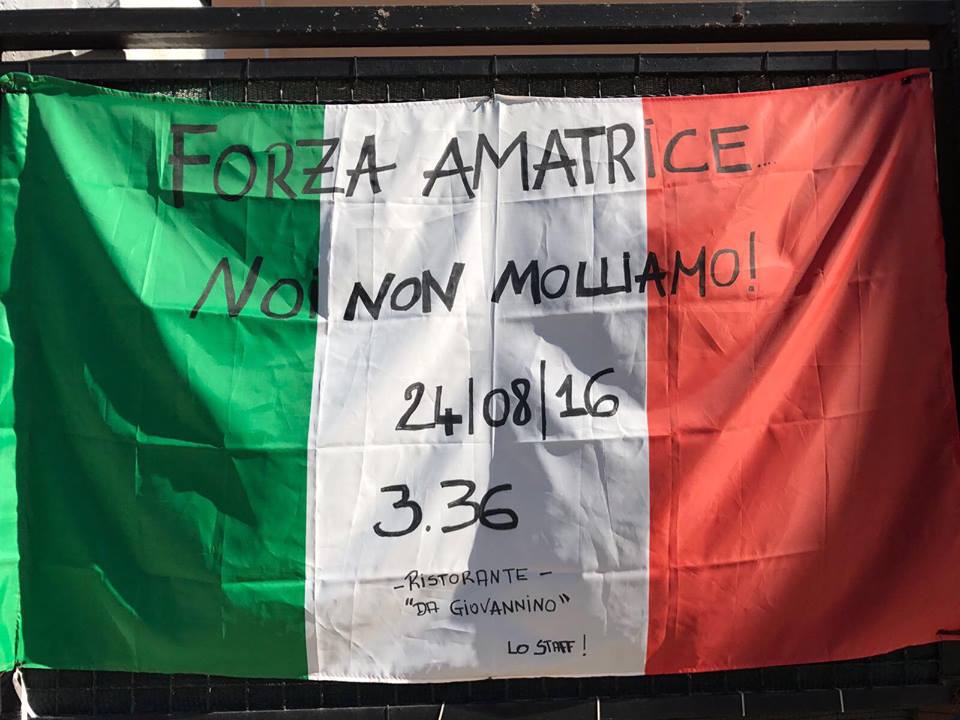 FORZA AMATRiCE....
Noi NON MOLLIAMO!
24/08/16
3.36
- RISTORANTE -
"DA GIOVANNINO"
LO STAFF!